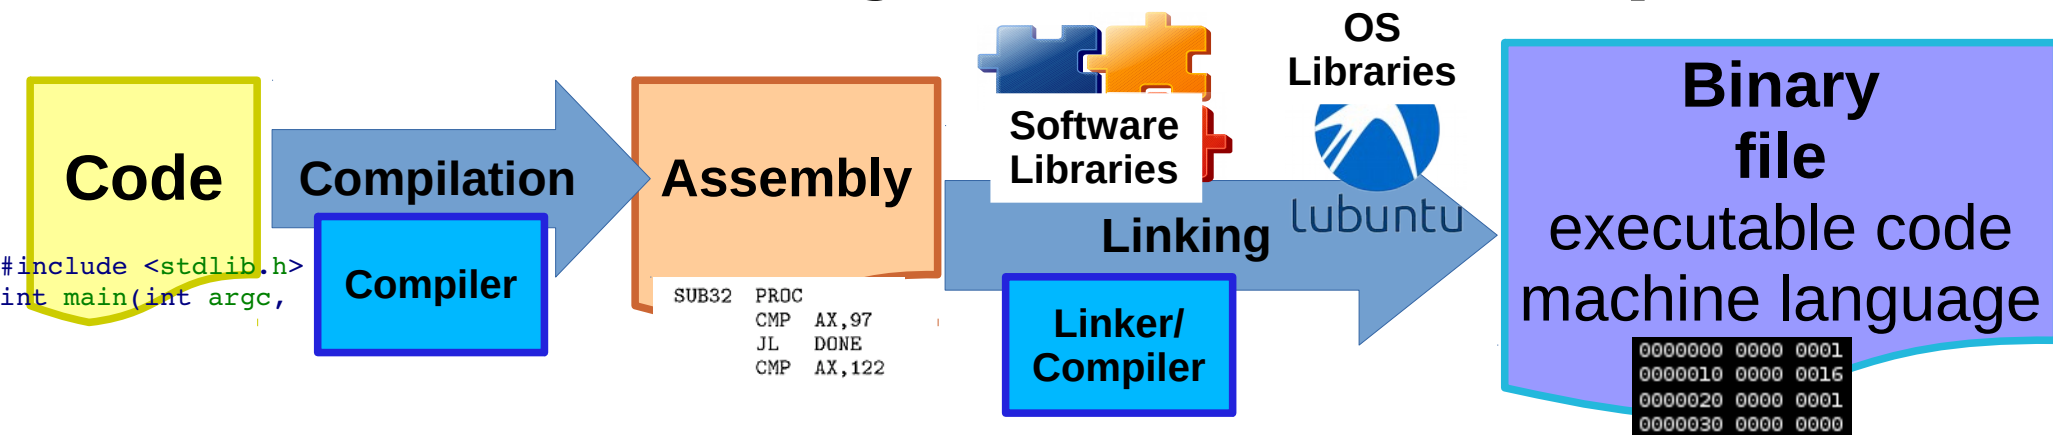 Code
#include <stdlib.h>
int main(int argc,
Compilation
Compiler
Assembly
SUB32 PROC
CMP AX,97
JL DONE
CMP AX,122
Software
Libraries
OS
Libraries
Lubuntu
Linking
Linker/
Compiler
Binary
file
executable code
machine language
0000000 0000 0001
0000010 0000 0016
0000020 0000 0001
0000030 0000 0000